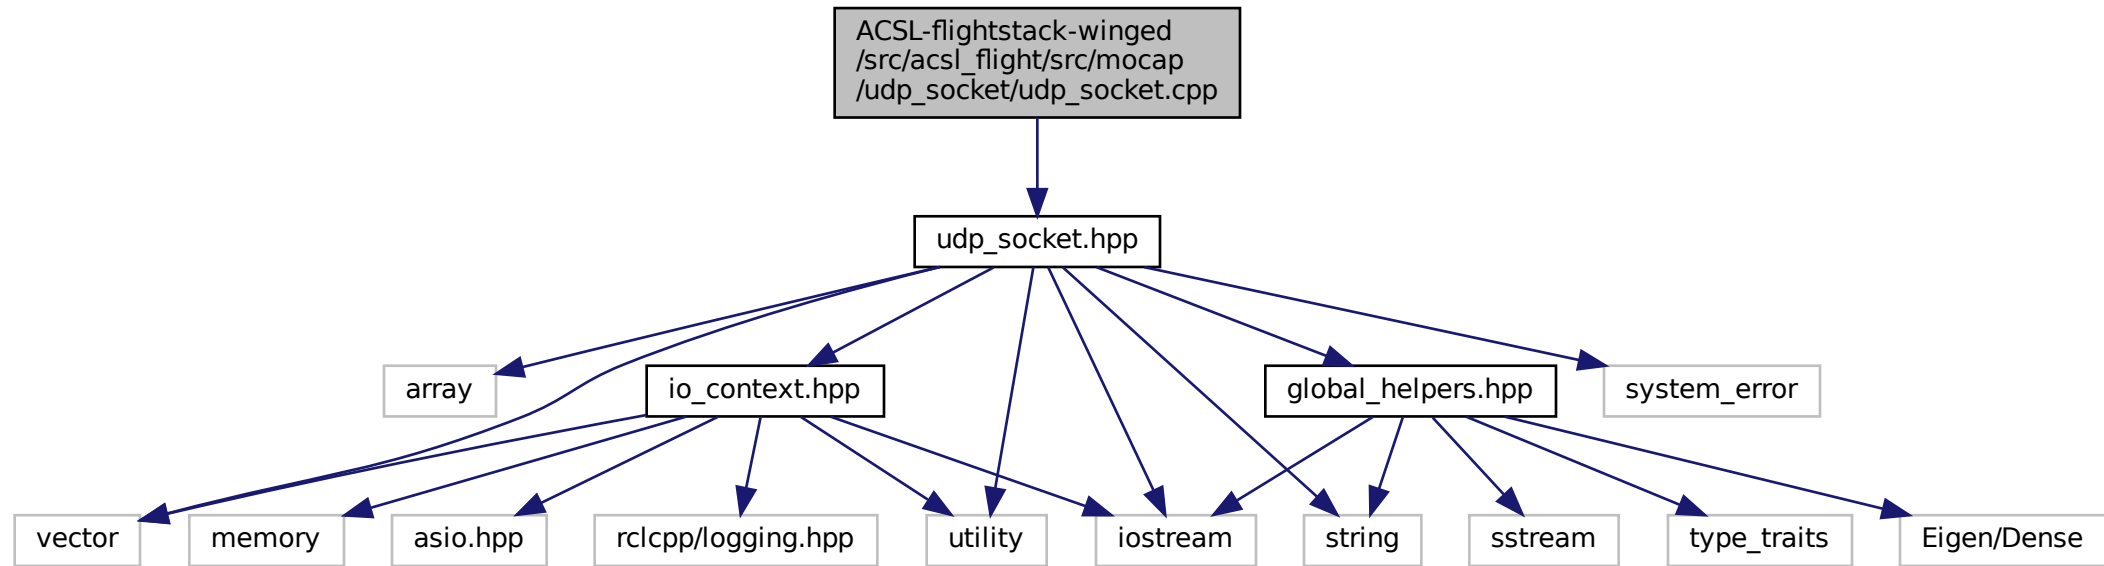 ACSL-flightstack-winged
/src/acsl_flight/src/mocap
/udp_socket/udp_socket.cpp
udp_socket.hpp
array
io_context.hpp
global_helpers.hpp
system_error
vector
memory
asio.hpp
rclcpp/logging.hpp
utility
iostream
string
sstream
type_traits
Eigen/Dense